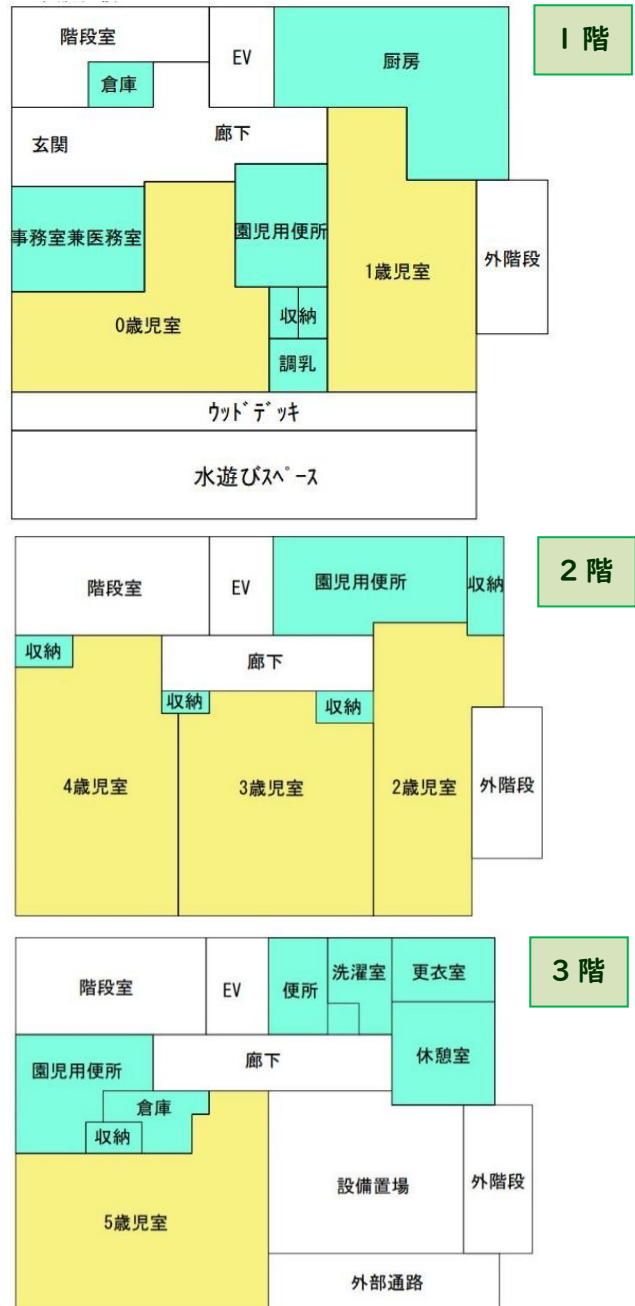 1階
階段室
EV
厨房
倉庫
玄関
廊下
事務室兼医務室
園児用便所
1歳児室
外階段
0歳児室
収納
調乳
ウッドデッキ
水遊びスペース
2階
階段室
EV
園児用便所
収納
収納
廊下
収納
収納
4歳児室
3歳児室
2歳児室
外階段
3階
階段室
EV
便所
洗濯室
更衣室
園児用便所
廊下
休憩室
倉庫
収納
設備置場
外階段
5歳児室
外部通路